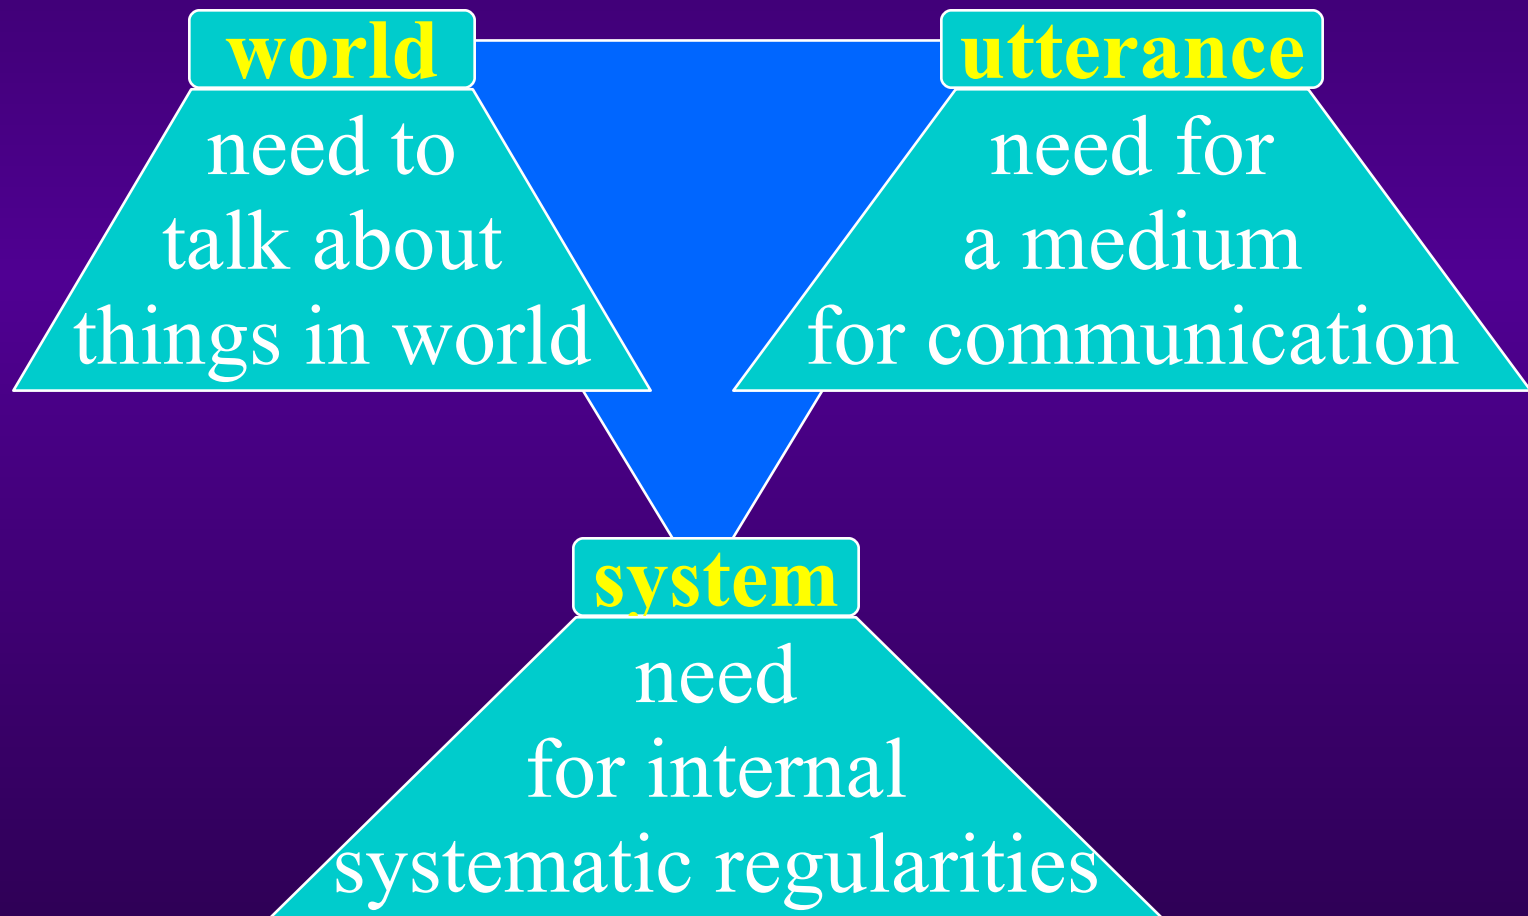 world
need to
talk about
things in world
utterance
need for
a medium
for communication
system
need
for internal
systematic regularities